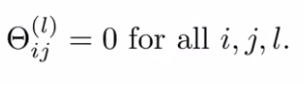 Θ_{ij}^{(l)} = 0 for all i, j, l.